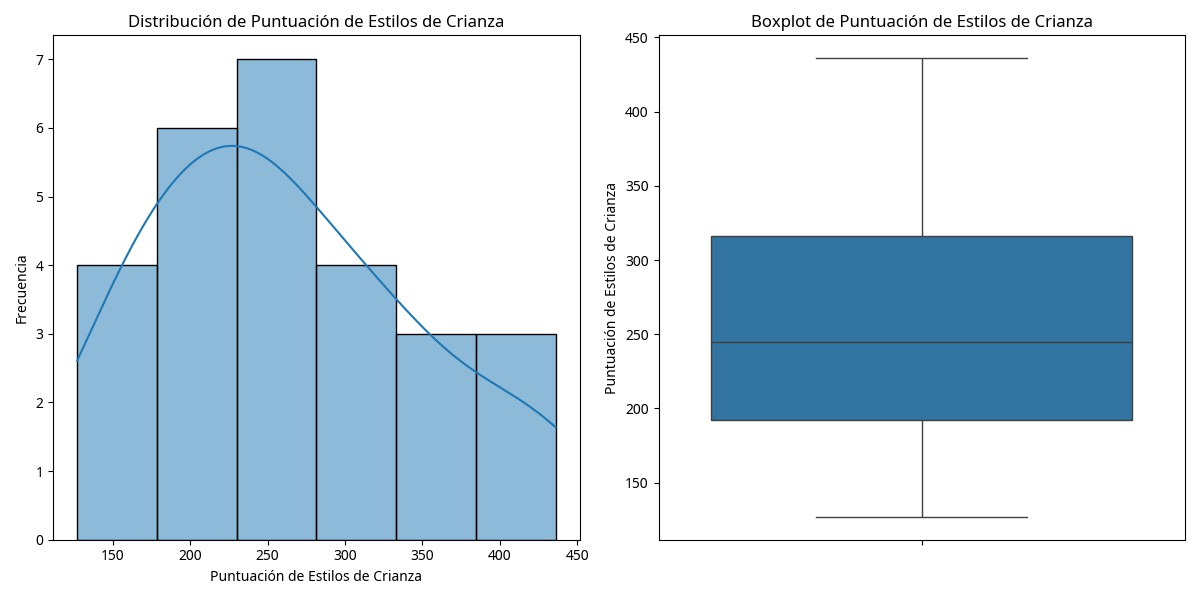 Distribución de Puntuación de Estilos de Crianza
7
6
5
4
3
2
1
0
Frecuencia
150 200 250 300 350 400 450
Puntuación de Estilos de Crianza
Boxplot de Puntuación de Estilos de Crianza
450
400
350
300
250
200
150
Puntuación de Estilos de Crianza